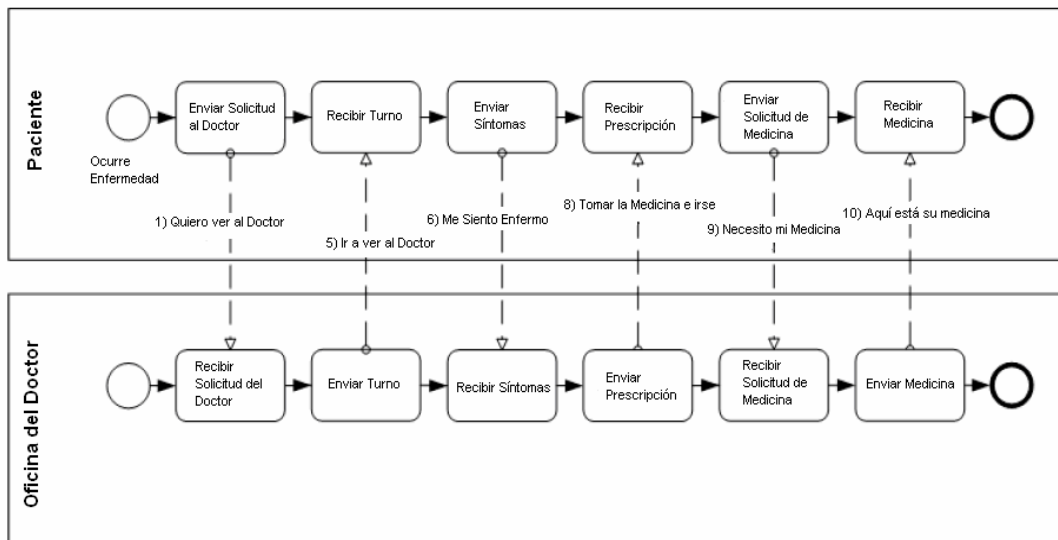 Paciente
Enviar Solicitud
al Doctor
Recibir Turno
Enviar
Síntomas
Recibir
Prescripción
Enviar
Solicitud de
Medicina
Recibir
Medicina
Ocurre
Enfermedad
1) Quiero ver al Doctor
5) Ir a ver al Doctor
6) Me Siento Enfermo
8) Tomar la Medicina e irse
9) Necesito mi Medicina
10) Aquí está su medicina
Oficina del Doctor
Recibir
Solicitud del
Doctor
Enviar Turno
Recibir Síntomas
Enviar
Prescripción
Recibir
Solicitud de
Medicina
Enviar Medicina